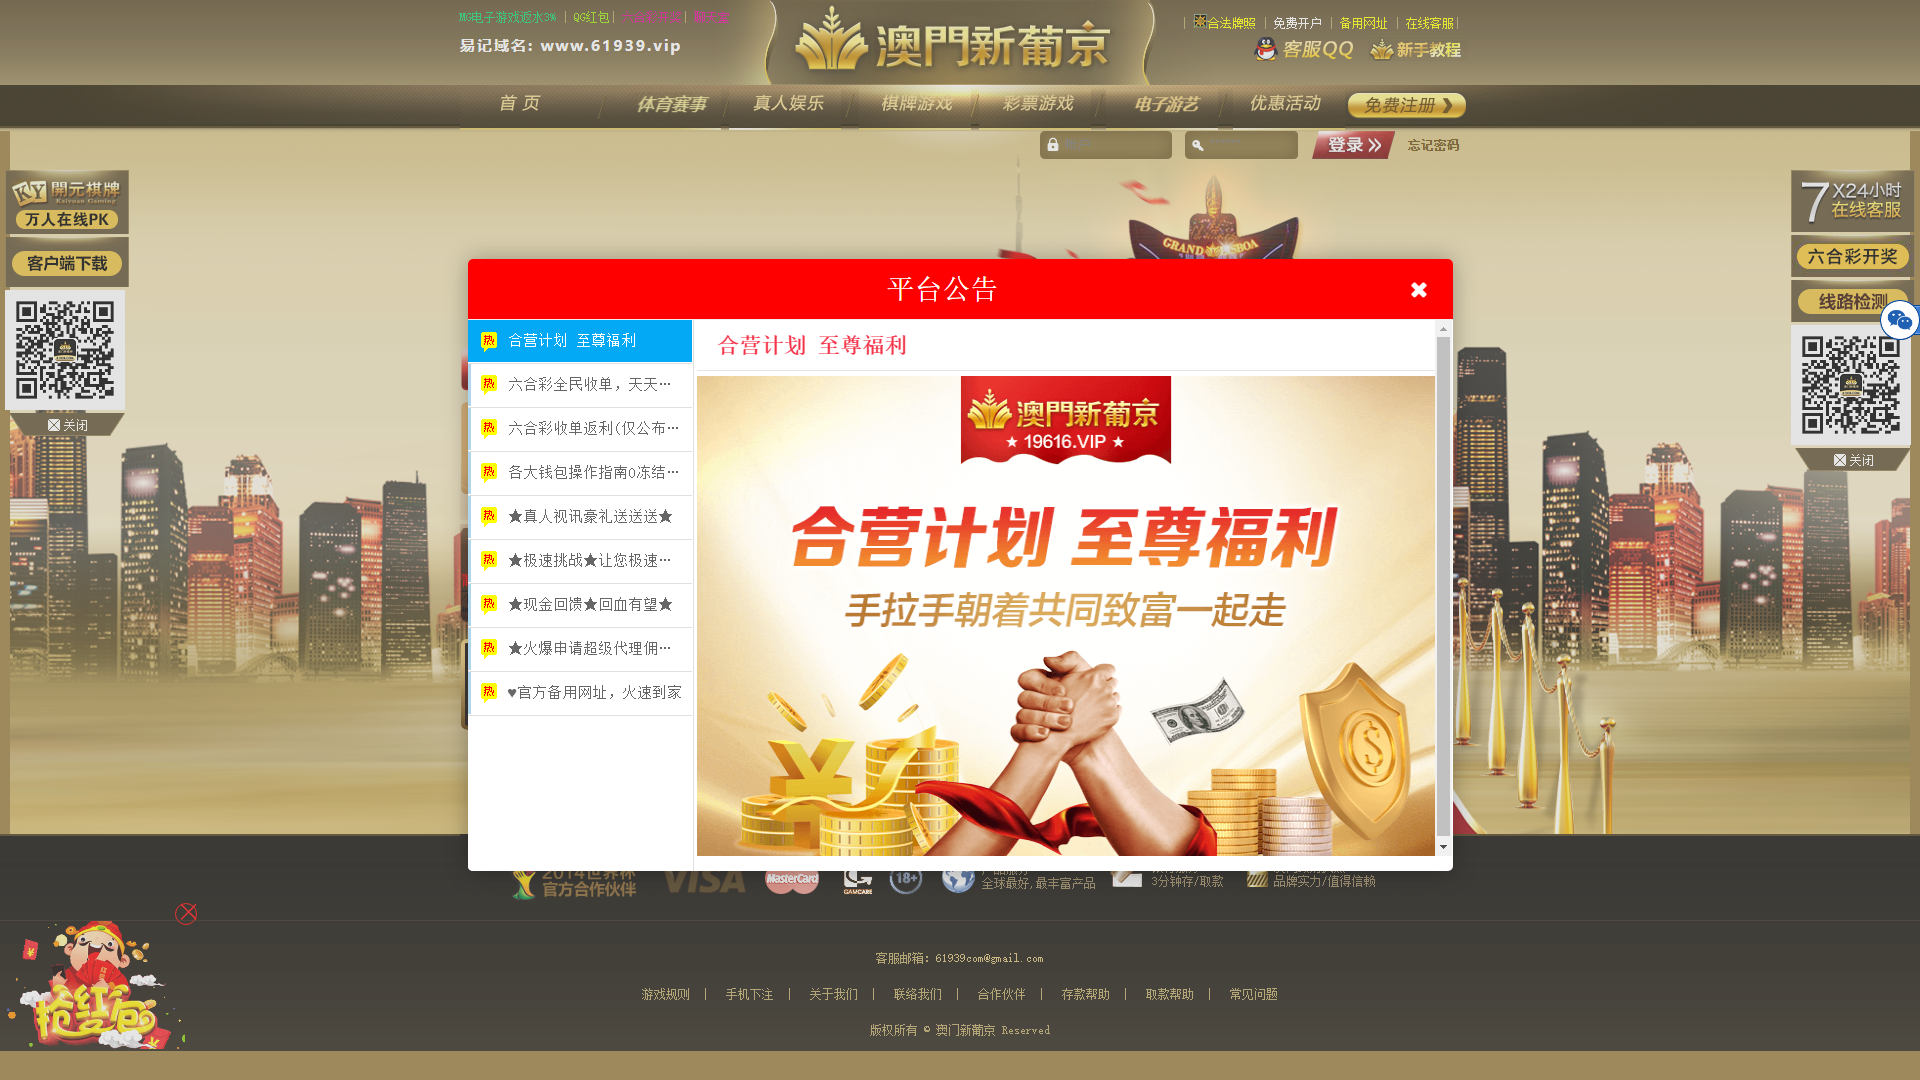 MG电子游戏返水3% | QG红包 |
易记域名: www.61939.vip
澳門新葡京
| 合法牌照 | 免费开户 | 备用网址 | 在线客服 |
客服QQ 新手教程
首 页 体育赛事 真人娱乐 棋牌游戏 彩票游戏 电子游艺 优惠活动 免费注册
登录 忘记密码
KY 開元棋牌
Kaiyuan Gaming
万人在线PK
客户端下载
关闭
7X24小时
在线客服
六合彩开奖
线路检测
关闭
GRAND LISBOA
平台公告
热 合营计划 至尊福利
热 六合彩全民收单，天天…
热 六合彩收单返利(仅公布…
热 各大钱包操作指南0冻结…
热 ★真人视讯豪礼送送送★
热 ★极速挑战★让您极速…
热 ★现金回馈★回血有望★
热 ★火爆申请超级代理佣…
热 ♥官方备用网址，火速到家
合营计划 至尊福利
澳門新葡京
★ 19616.VIP ★
合营计划 至尊福利
手拉手朝着共同致富一起走
2014世界杯
官方合作伙伴
VISA
MasterCard
GAMCARE
18+
全球最好,最丰富产品
3分钟存/取款
品牌实力/值得信赖
抢红包
客服邮箱: 61939com@gmail.com
游戏规则 | 手机下注 | 关于我们 | 联络我们 | 合作伙伴 | 存款帮助 | 取款帮助 | 常见问题
版权所有 © 澳门新葡京 Reserved